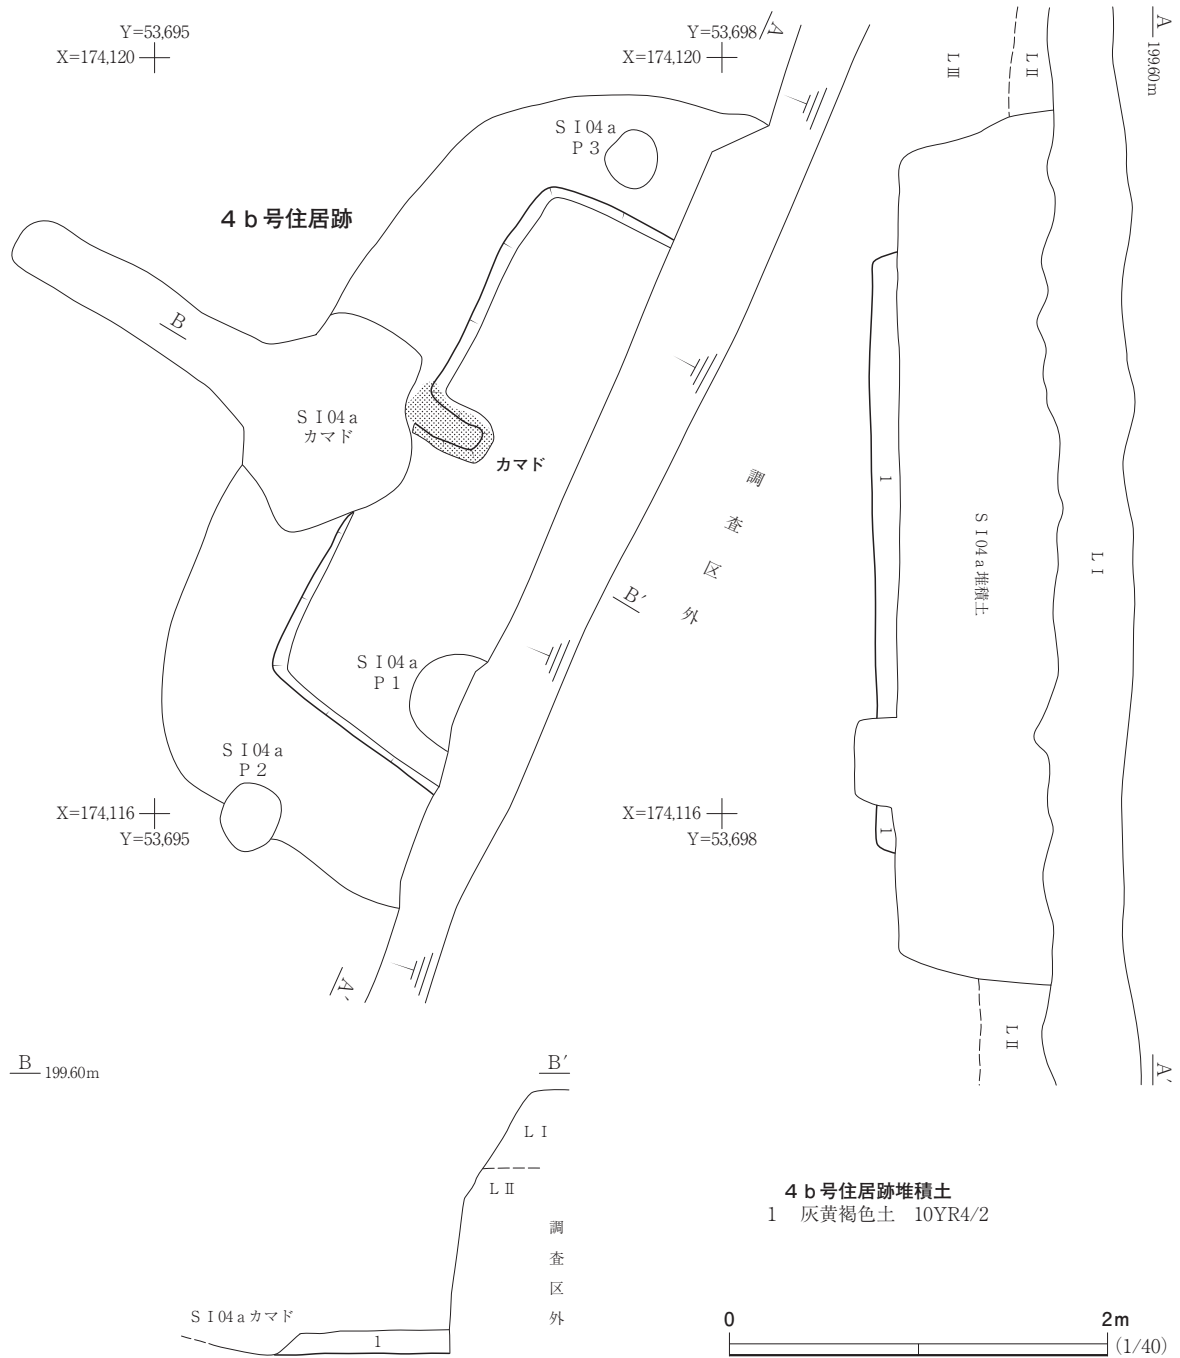 Y=53,695
X=174,120
Y=53,698
X=174,120
A
A
199.60m
LⅢ
LⅡ
SⅠ04a
P3
4b号住居跡
B
SⅠ04a
カマド
カマド
調査区外
B′
1
SⅠ04a堆積土
LⅠ
SⅠ04a
P1
SⅠ04a
P2
X=174,116
Y=53,695
X=174,116
Y=53,698
1
A′
LⅡ
A′
B 199.60m
B′
LⅠ
LⅡ
調査区外
SⅠ04aカマド
1
4b号住居跡堆積土
1 灰黄褐色土 10YR4/2
0 2m
(1/40)